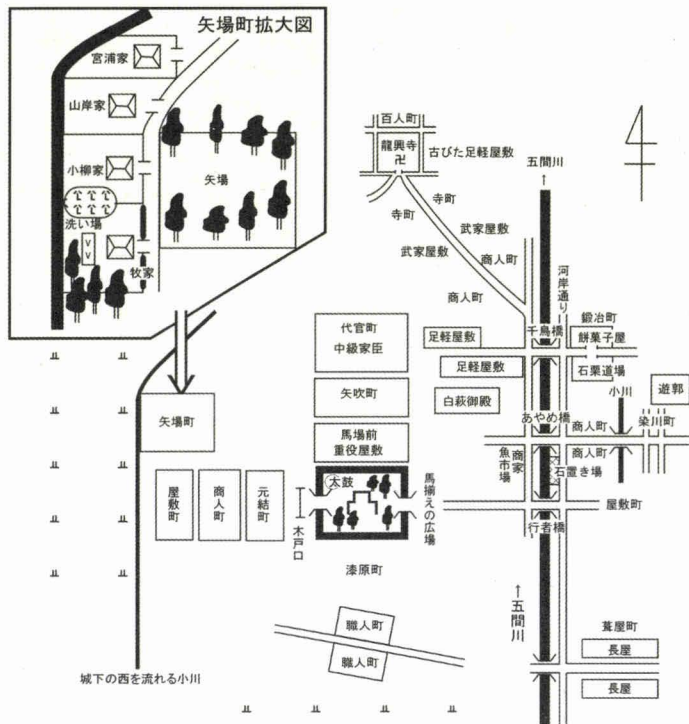 矢場町拡大図
宮浦家
山岸家
小柳家
洗い場
牧家
矢場
百人町
龍興寺
卍
古びた足軽屋敷
寺町
寺町
武家屋敷
武家屋敷
商人町
商人町
五間川
↑
河岸通り
千鳥橋
鍛冶町
餅菓子屋
石栗道場
小川
遊郭
染川町
代官町
中級家臣
足軽屋敷
足軽屋敷
矢吹町
白萩御殿
あやめ橋
商人町
商人町
馬場前
重役屋敷
魚市場
商家
石置き場
矢場町
屋敷町
商人町
元結町
木戸口
太鼓
馬揃えの広場
屋敷町
行者橋
漆原町
↑五間川
職人町
職人町
葺屋町
長屋
長屋
城下の西を流れる小川